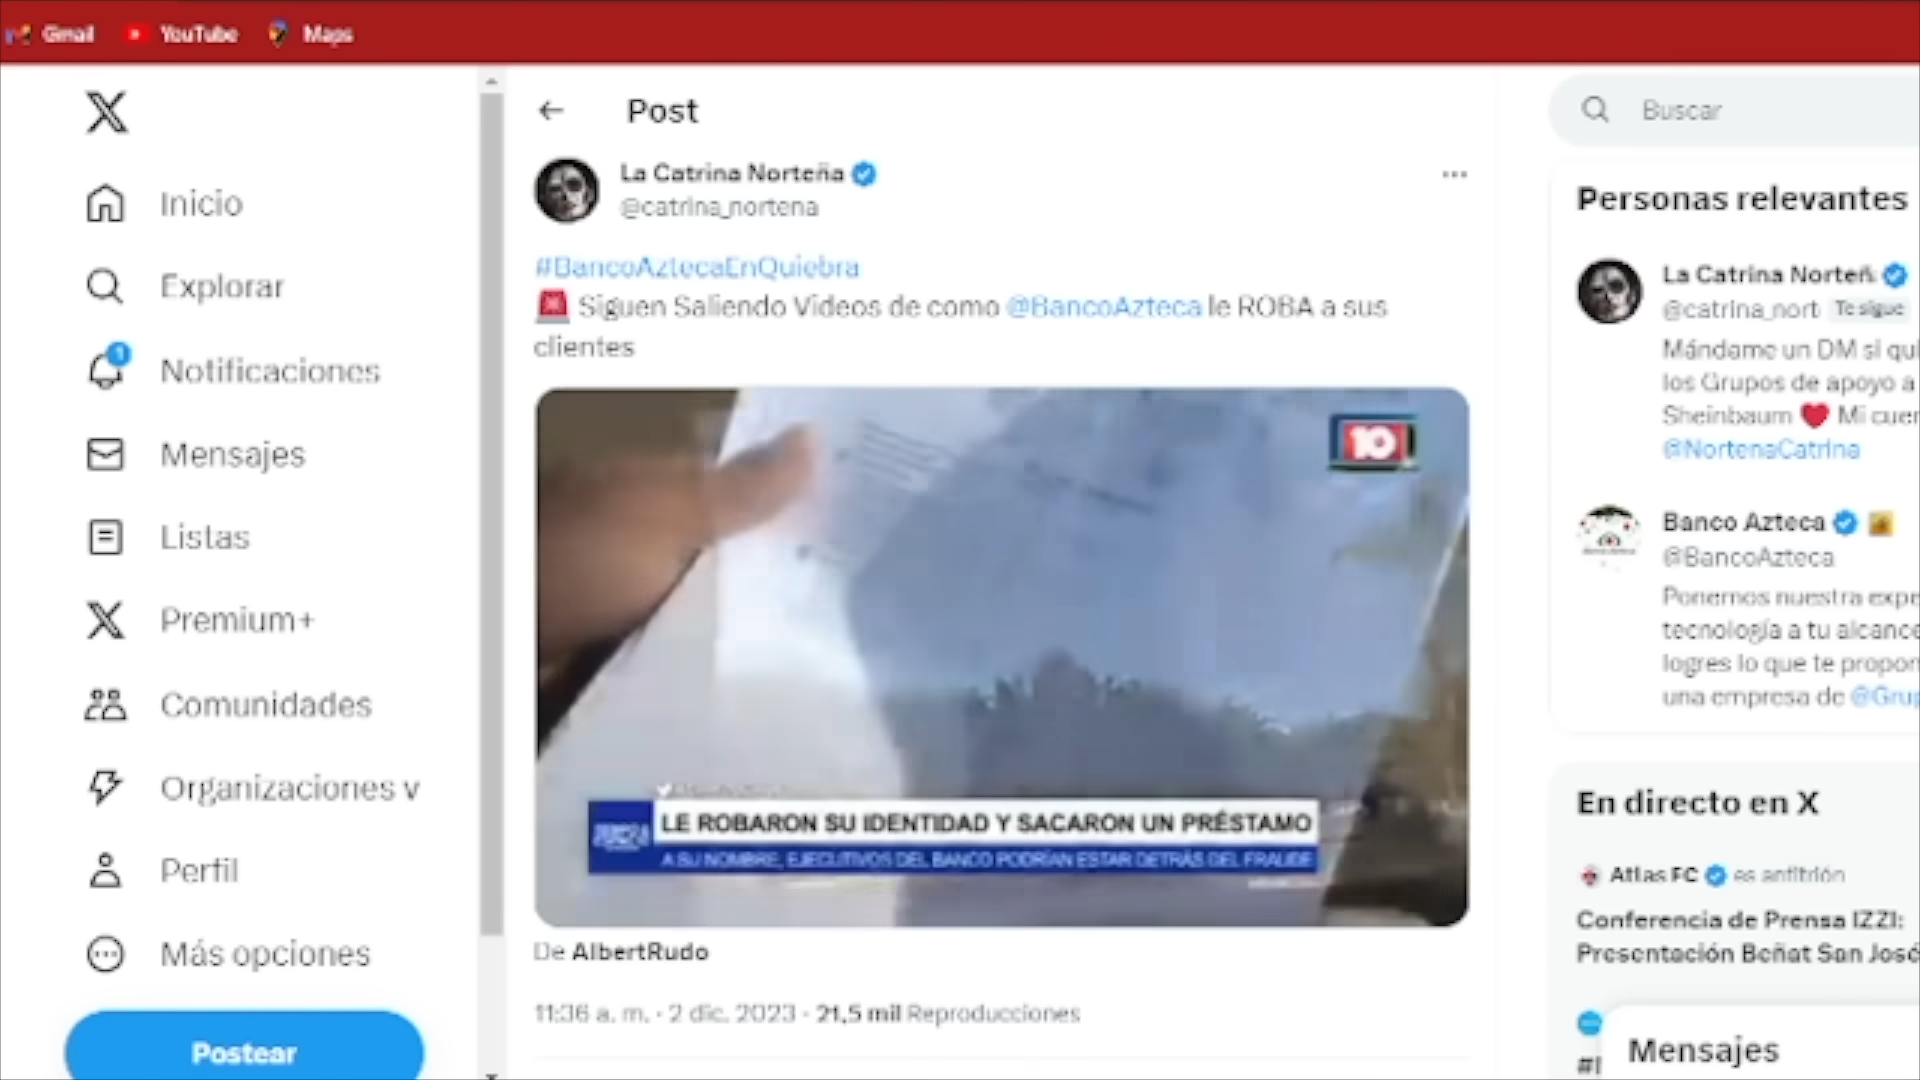 Gmail
YouTube
Maps
Inicio
Explorar
1
Notificaciones
Mensajes
Listas
Premium+
Comunidades
Organizaciones v
Perfil
Más opciones
Postear
Post
La Catrina Norteña
@catrina_nortena
#BancoAztecaEnQuiebra
Siguen Saliendo Videos de como @BancoAzteca le ROBA a sus
clientes
10
LE ROBARON SU IDENTIDAD Y SACARON UN PRÉSTAMO
A SU NOMBRE, EJECUTIVOS DEL BANCO PODRÍAN ESTAR DETRÁS DEL FRAUDE
De AlbertRudo
11:36 a. m. · 2 dic. 2023 · 21,5 mil Reproducciones
Buscar
Personas relevantes
La Catrina Norteñ
@catrina_nort Te sigue
Mándame un DM si qui
los Grupos de apoyo a
Sheinbaum ❤ Mi cuen
@NortenaCatrina
Banco Azteca
@BancoAzteca
Ponemos nuestra expe
tecnología a tu alcance
logres lo que te propon
una empresa de @Grup
En directo en X
Atlas FC es anfitrión
Conferencia de Prensa IZZI:
Presentación Beñat San José
Mensajes